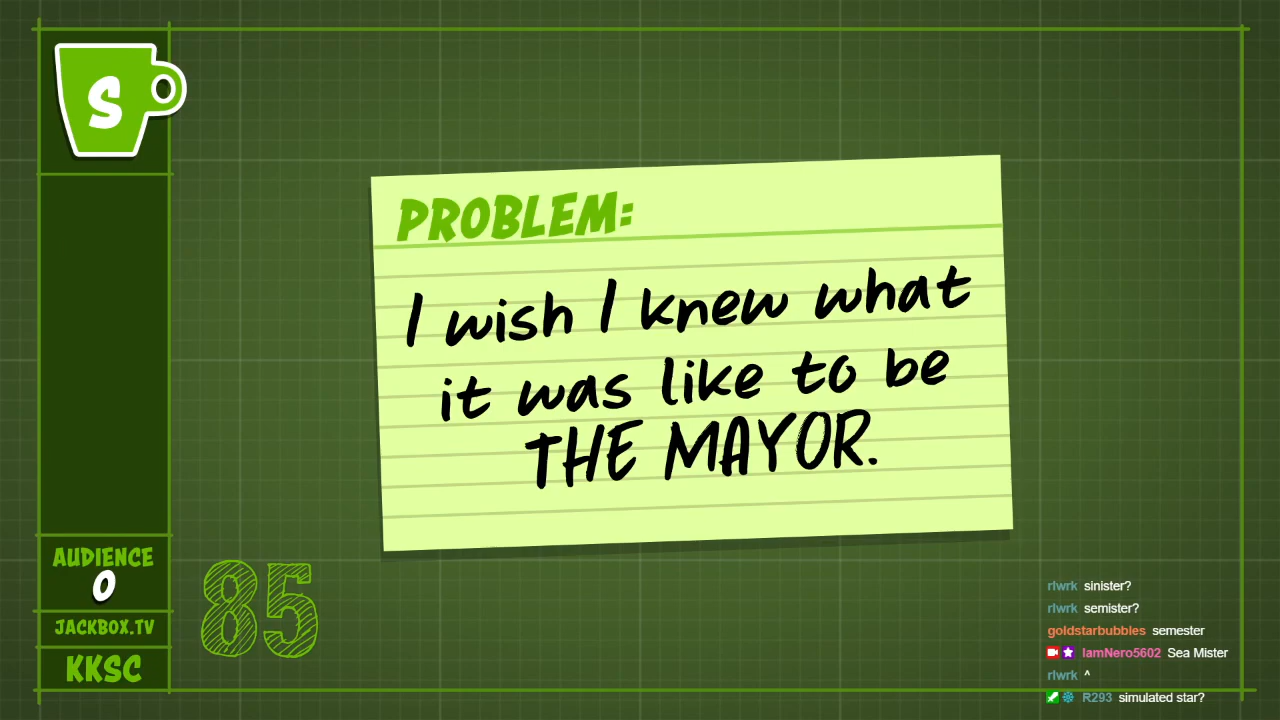 S
PROBLEM:
I wish I knew what
it was like to be
THE MAYOR.
AUDIENCE
0
JACKBOX.TV
KKSC
85
rlwrk sinister?
rlwrk semister?
goldstarbubbles semester
IamNero5602 Sea Mister
rlwrk ^
R293 simulated star?